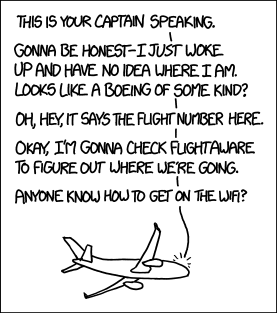 THIS IS YOUR CAPTAIN SPEAKING.
GONNA BE HONEST-I JUST WOKE
UP AND HAVE NO IDEA WHERE I AM.
LOOKS LIKE A BOEING OF SOME KIND?
OH, HEY, IT SAYS THE FLIGHT NUMBER HERE.
OKAY, I'M GONNA CHECK FLIGHTAWARE
TO FIGURE OUT WHERE WE'RE GOING.
ANYONE KNOW HOW TO GET ON THE WIFI?